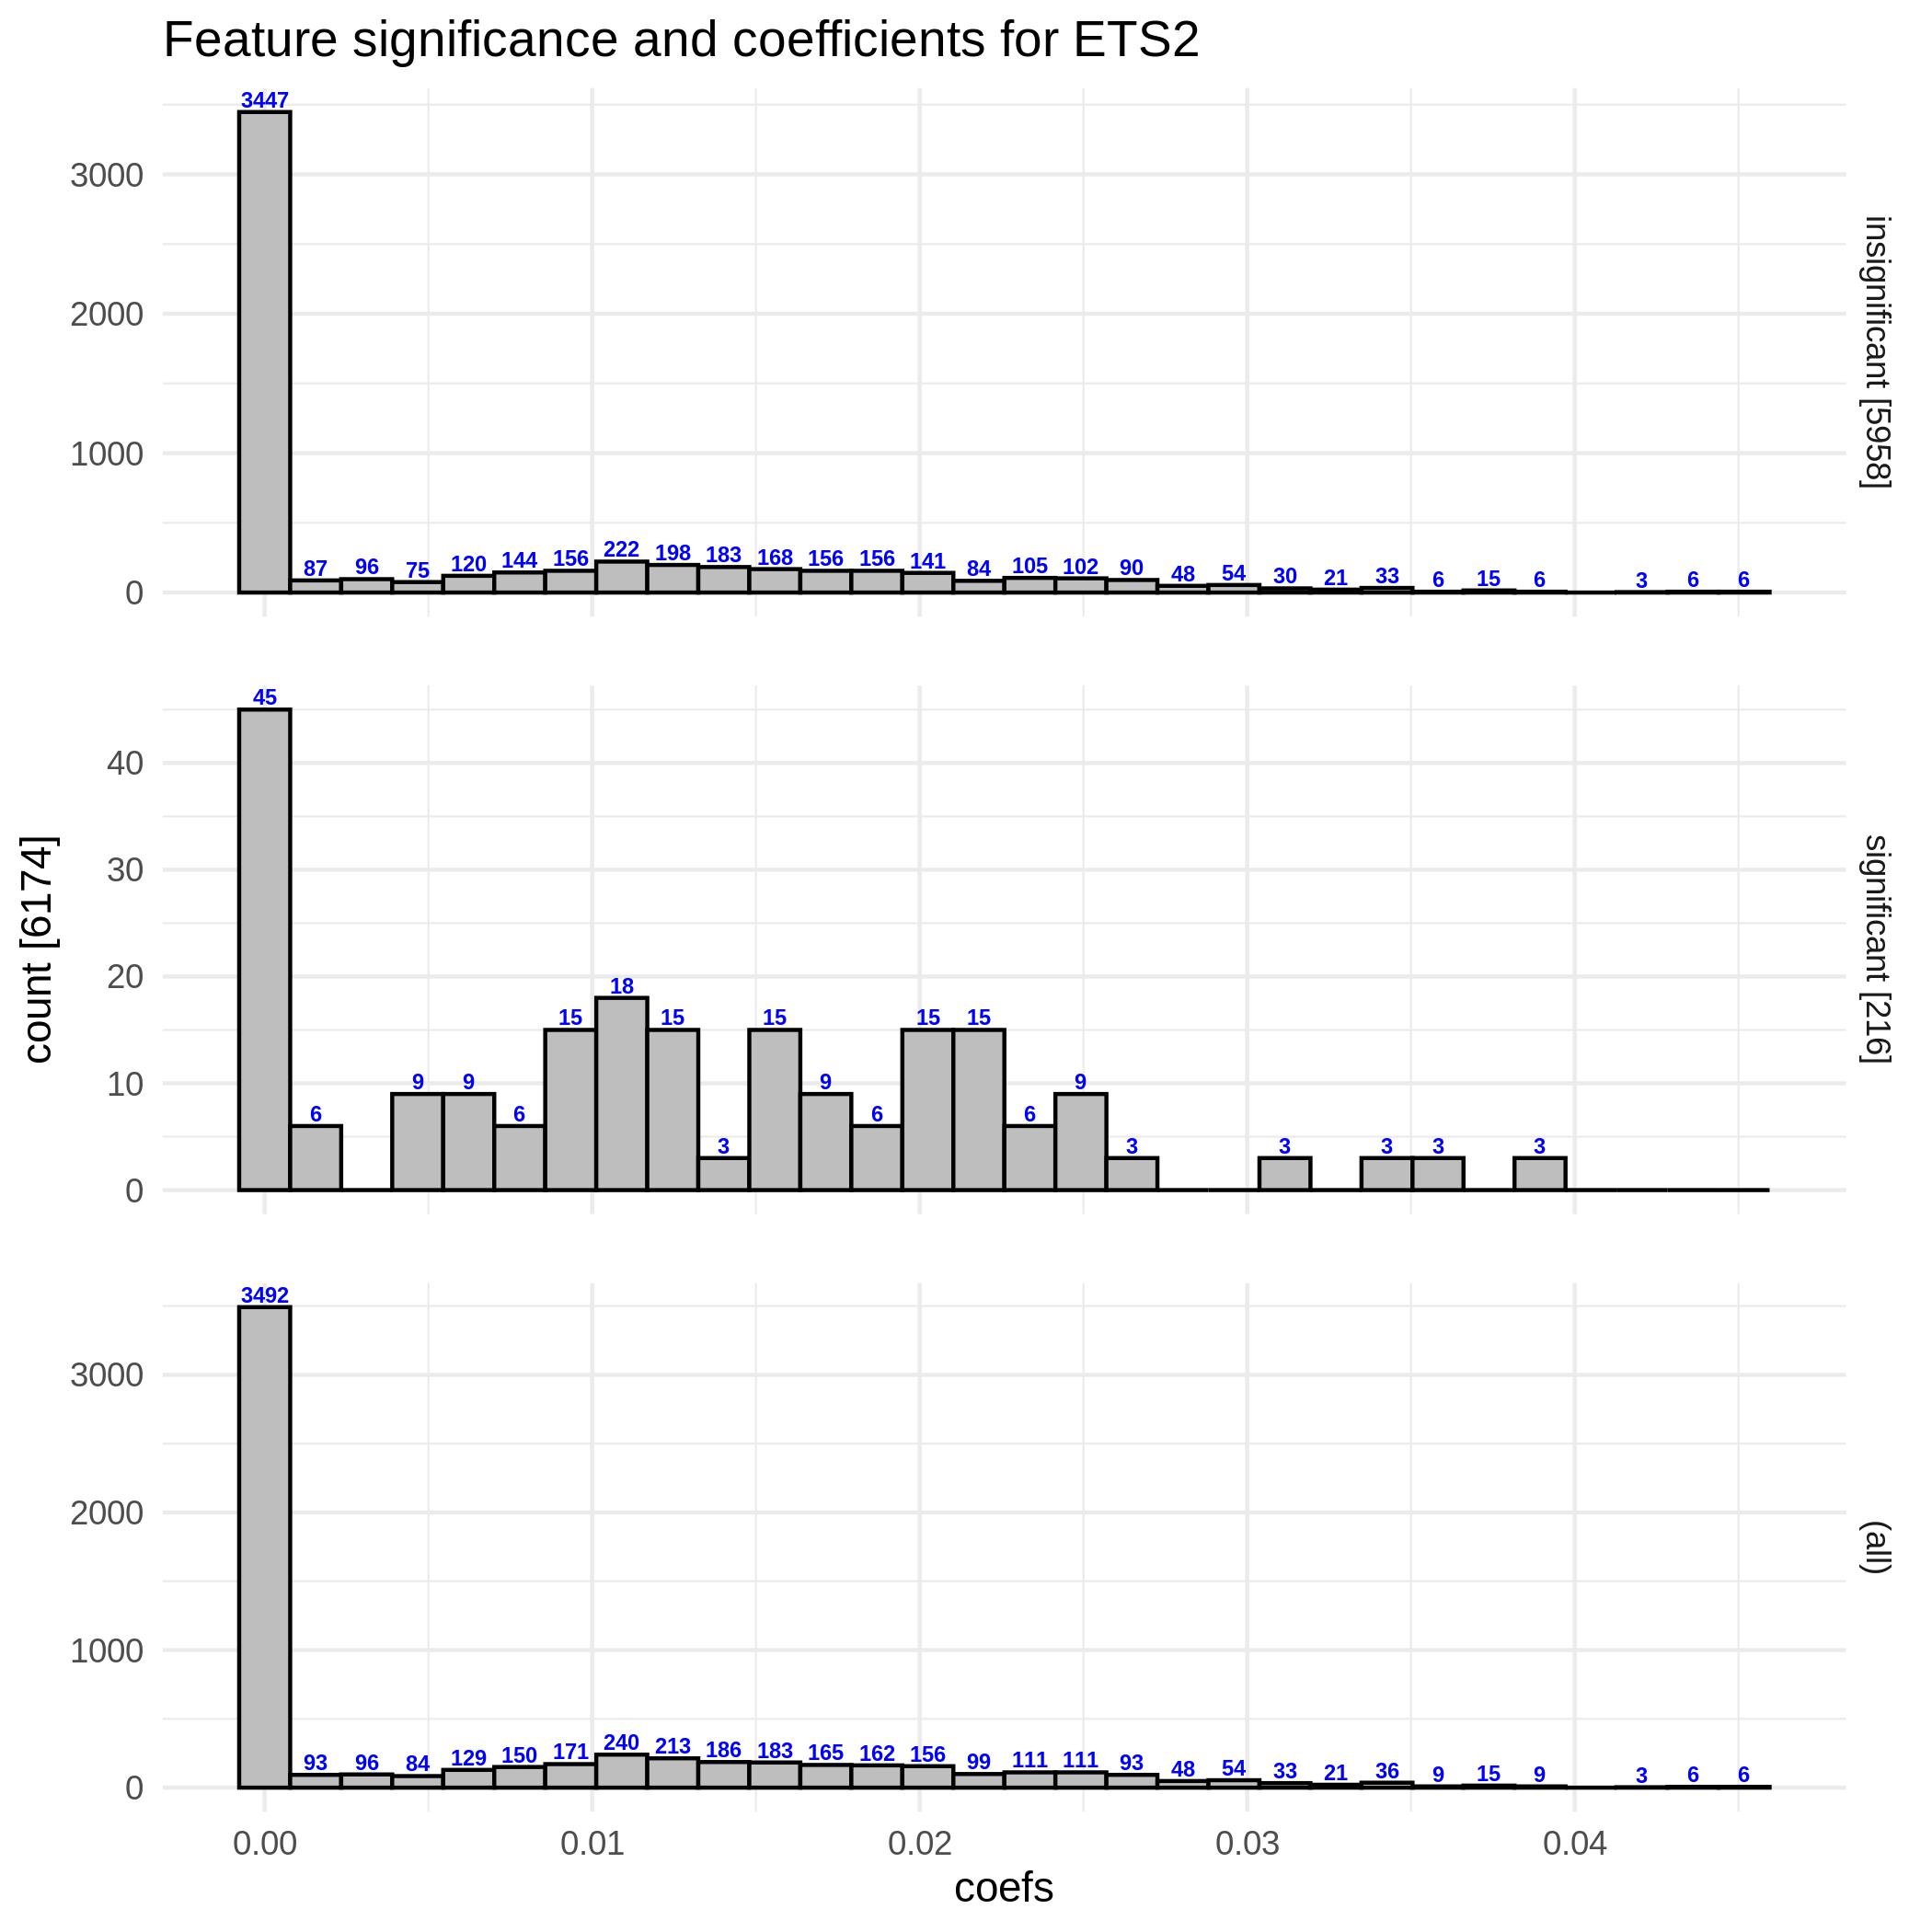 Feature significance and coefficients for ETS2
3447
3000
2000
1000
0
87 96 75 120 144 156 222 198 183 168 156 156 141 84 105 102 90 48 54 30 21 33 6 15 6 3 6 6
insignificant [5958]
45
40
30
20
10
0
6 9 9 6 15 18 15 3 15 9 6 15 15 6 9 3 3 3 3 3
significant [216]
count [6174]
3492
3000
2000
1000
0
93 96 84 129 150 171 240 213 186 183 165 162 156 99 111 111 93 48 54 33 21 36 9 15 9 3 6 6
(all)
0.00 0.01 0.02 0.03 0.04
coefs